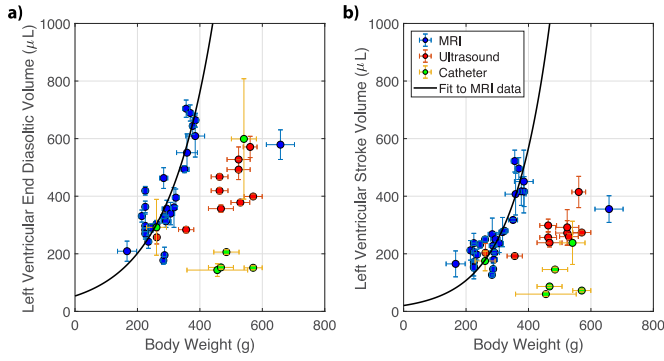 a)
Left Ventricular End Diasoltic Volume (μL)
1000
800
600
400
200
0
0 200 400 600 800
Body Weight (g)
b)
Left Ventricular Stroke Volume (μL)
1000
800
600
400
200
0
0 200 400 600 800
Body Weight (g)
MRI
Ultrasound
Catheter
Fit to MRI data